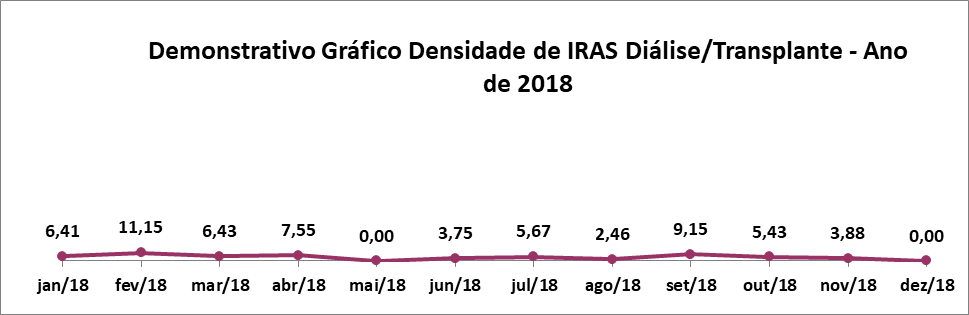 Demonstrativo Gráfico Densidade de IRAS Diálise/Transplante - Ano
de 2018
6,41 11,15 6,43 7,55 0,00 3,75 5,67 2,46 9,15 5,43 3,88 0,00
jan/18 fev/18 mar/18 abr/18 mai/18 jun/18 jul/18 ago/18 set/18 out/18 nov/18 dez/18